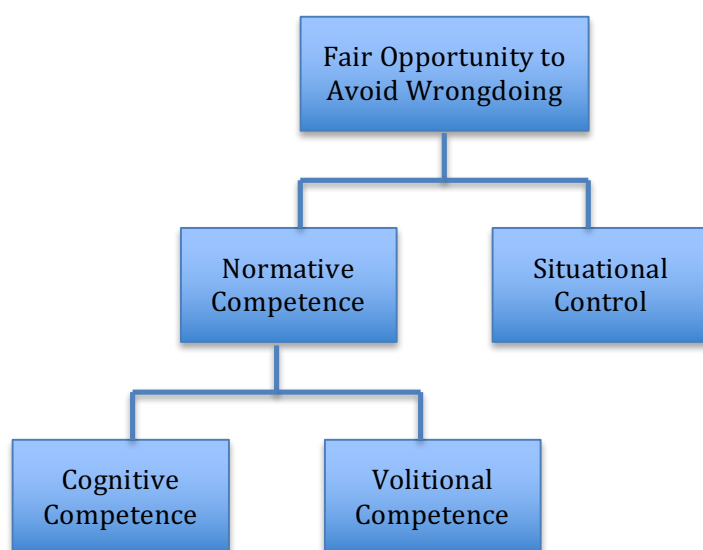 Fair Opportunity to
Avoid Wrongdoing
Normative
Competence
Situational
Control
Cognitive
Competence
Volitional
Competence